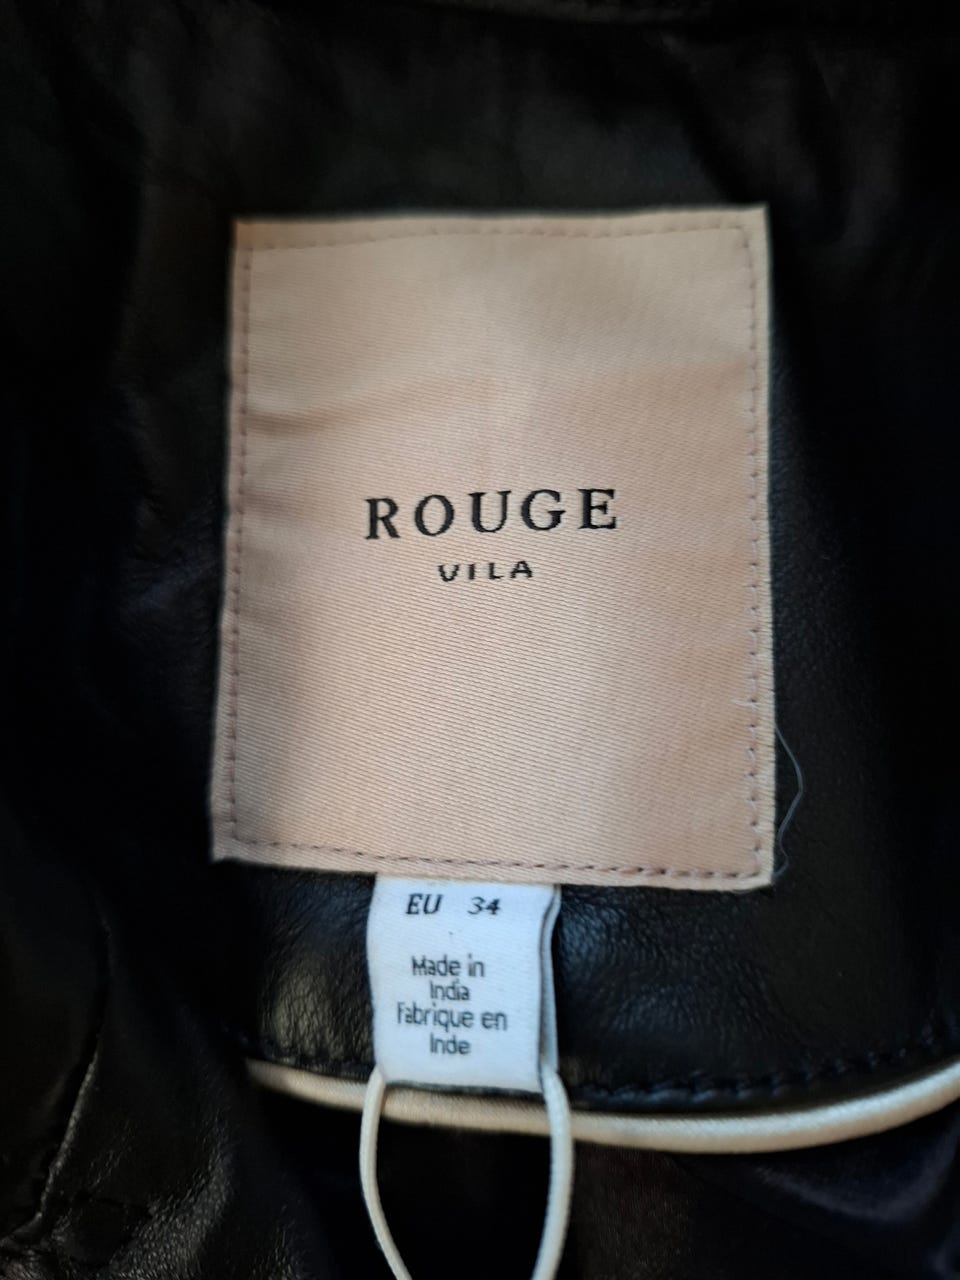 ROUGE
VILA
EU 34
Made in
India
Fabrique en
Inde